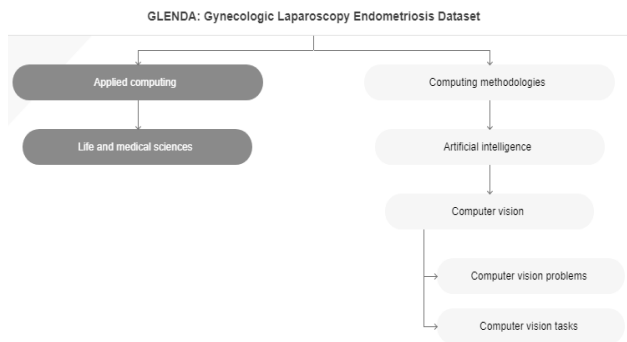 GLENDA: Gynecologic Laparoscopy Endometriosis Dataset
Applied computing
Computing methodologies
Life and medical sciences
Artificial intelligence
Computer vision
Computer vision problems
Computer vision tasks